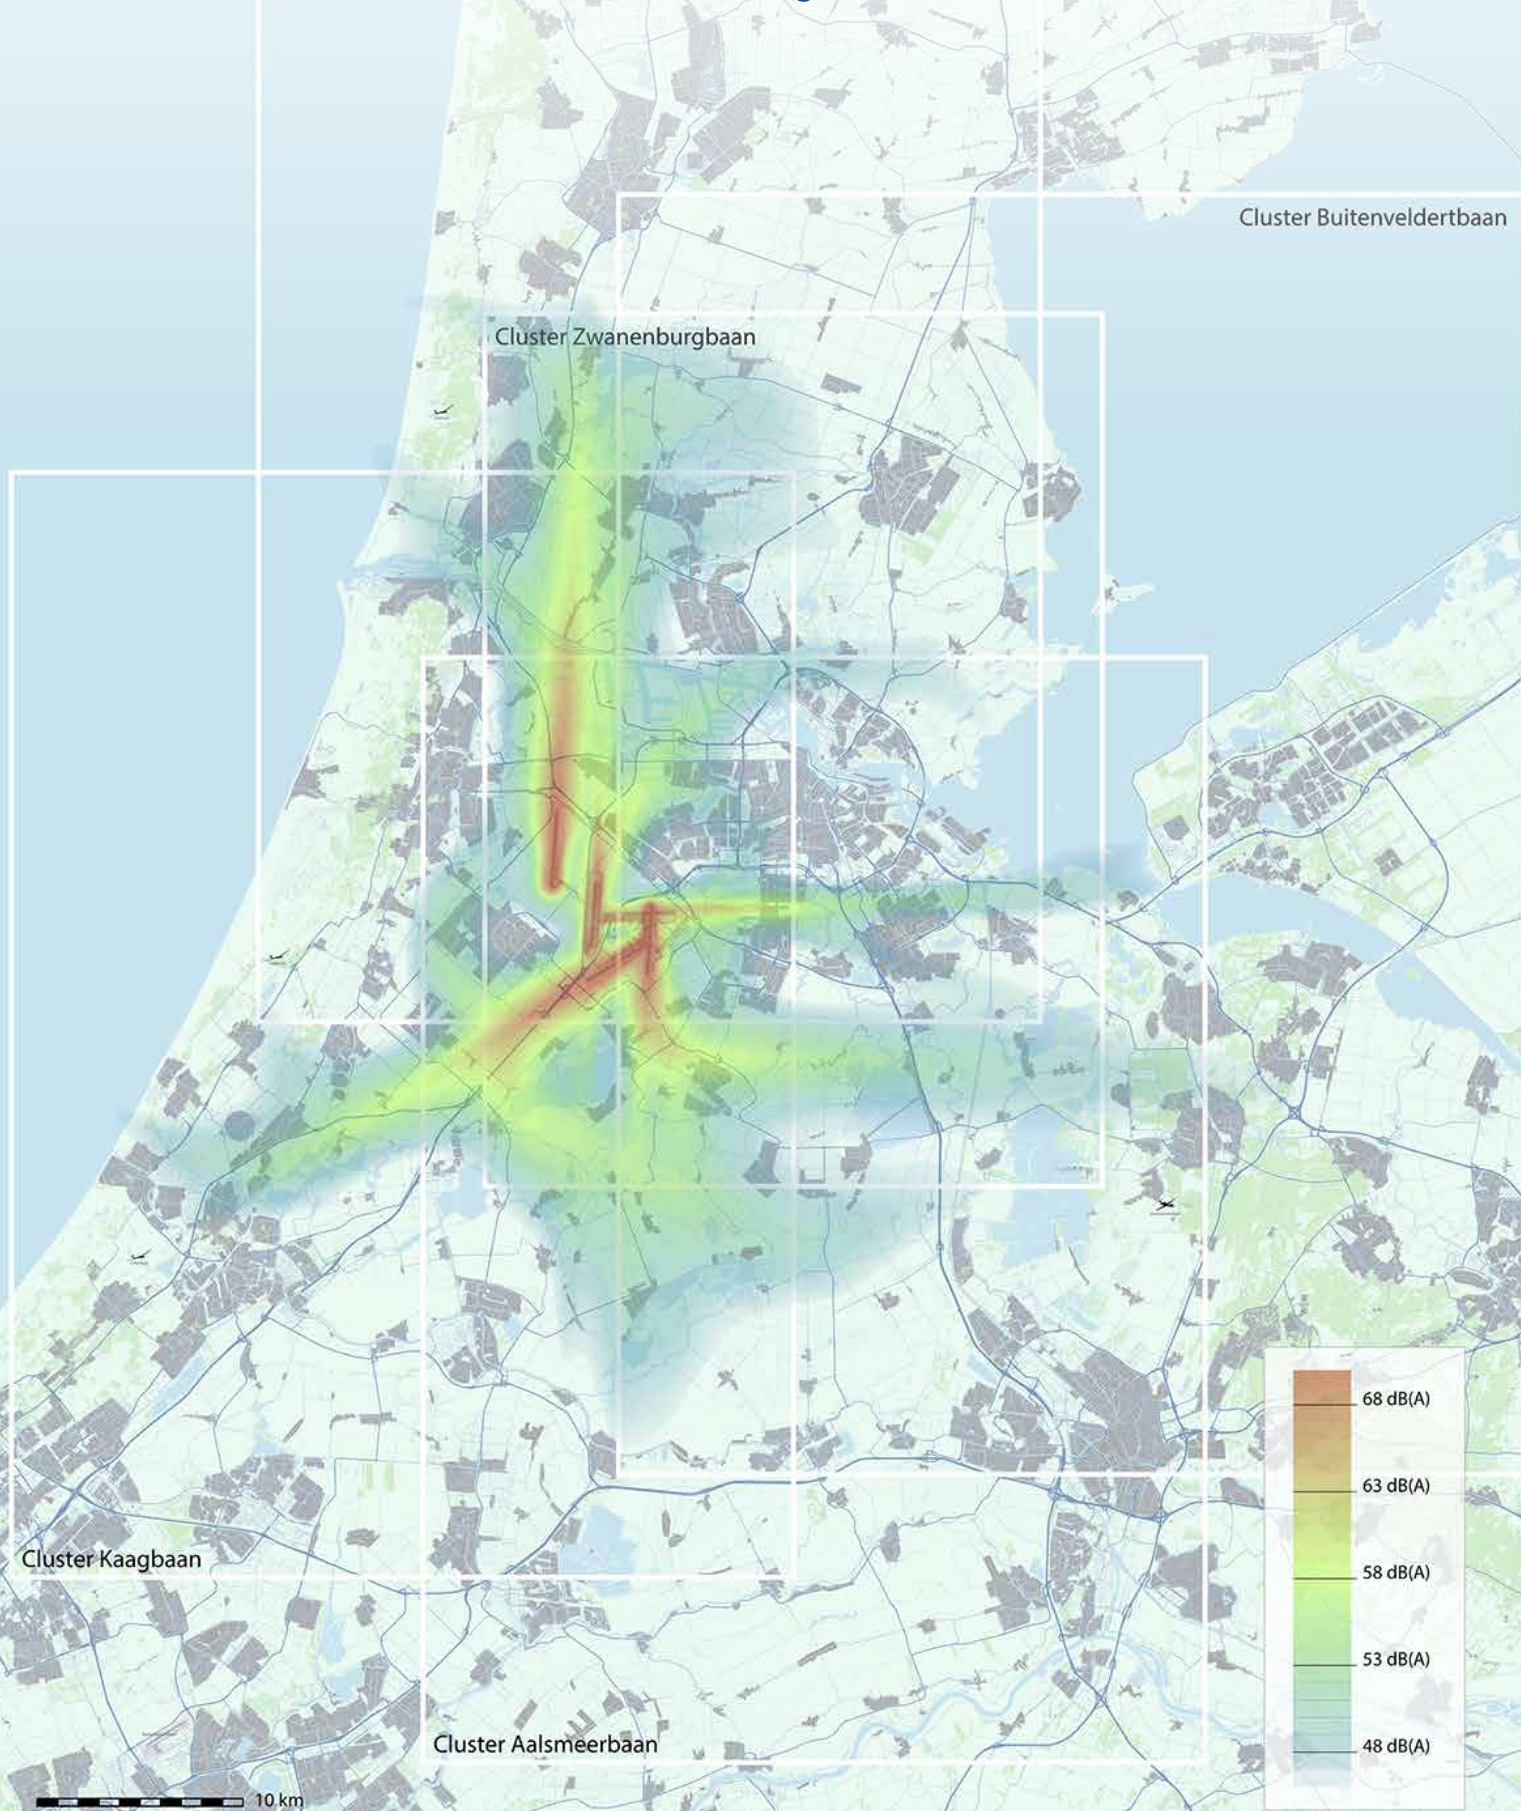 Cluster Buitenveldertbaan
Cluster Zwanenburgbaan
Cluster Kaagbaan
Cluster Aalsmeerbaan
68 dB(A)
63 dB(A)
58 dB(A)
53 dB(A)
48 dB(A)
10 km